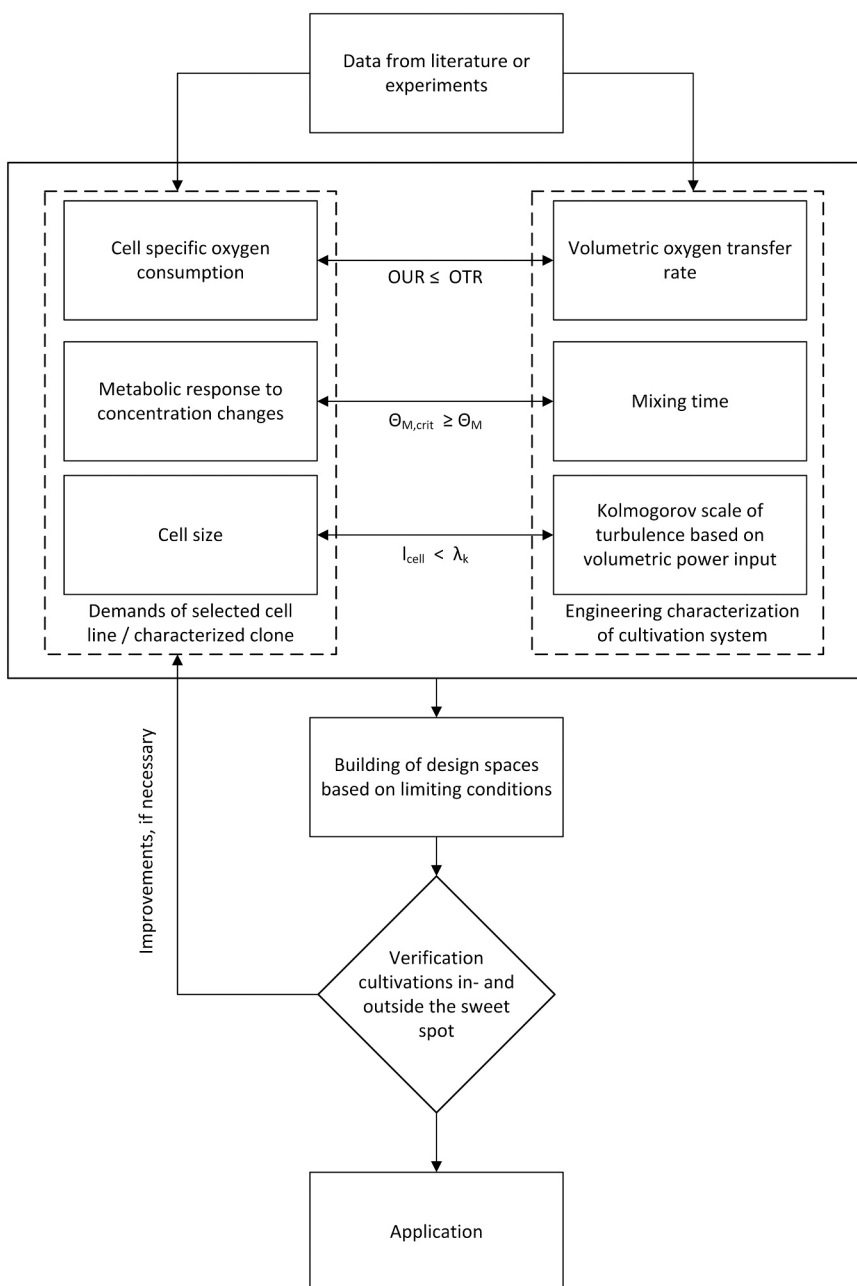 Data from literature or
experiments
Cell specific oxygen
consumption
OUR ≤ OTR
Volumetric oxygen transfer
rate
Metabolic response to
concentration changes
ΘM,crit ≥ ΘM
Mixing time
Cell size
lcell < λk
Kolmogorov scale of
turbulence based on
volumetric power input
Demands of selected cell
line / characterized clone
Engineering characterization
of cultivation system
Building of design spaces
based on limiting conditions
Improvements, if necessary
Verification
cultivations in- and
outside the sweet
spot
Application